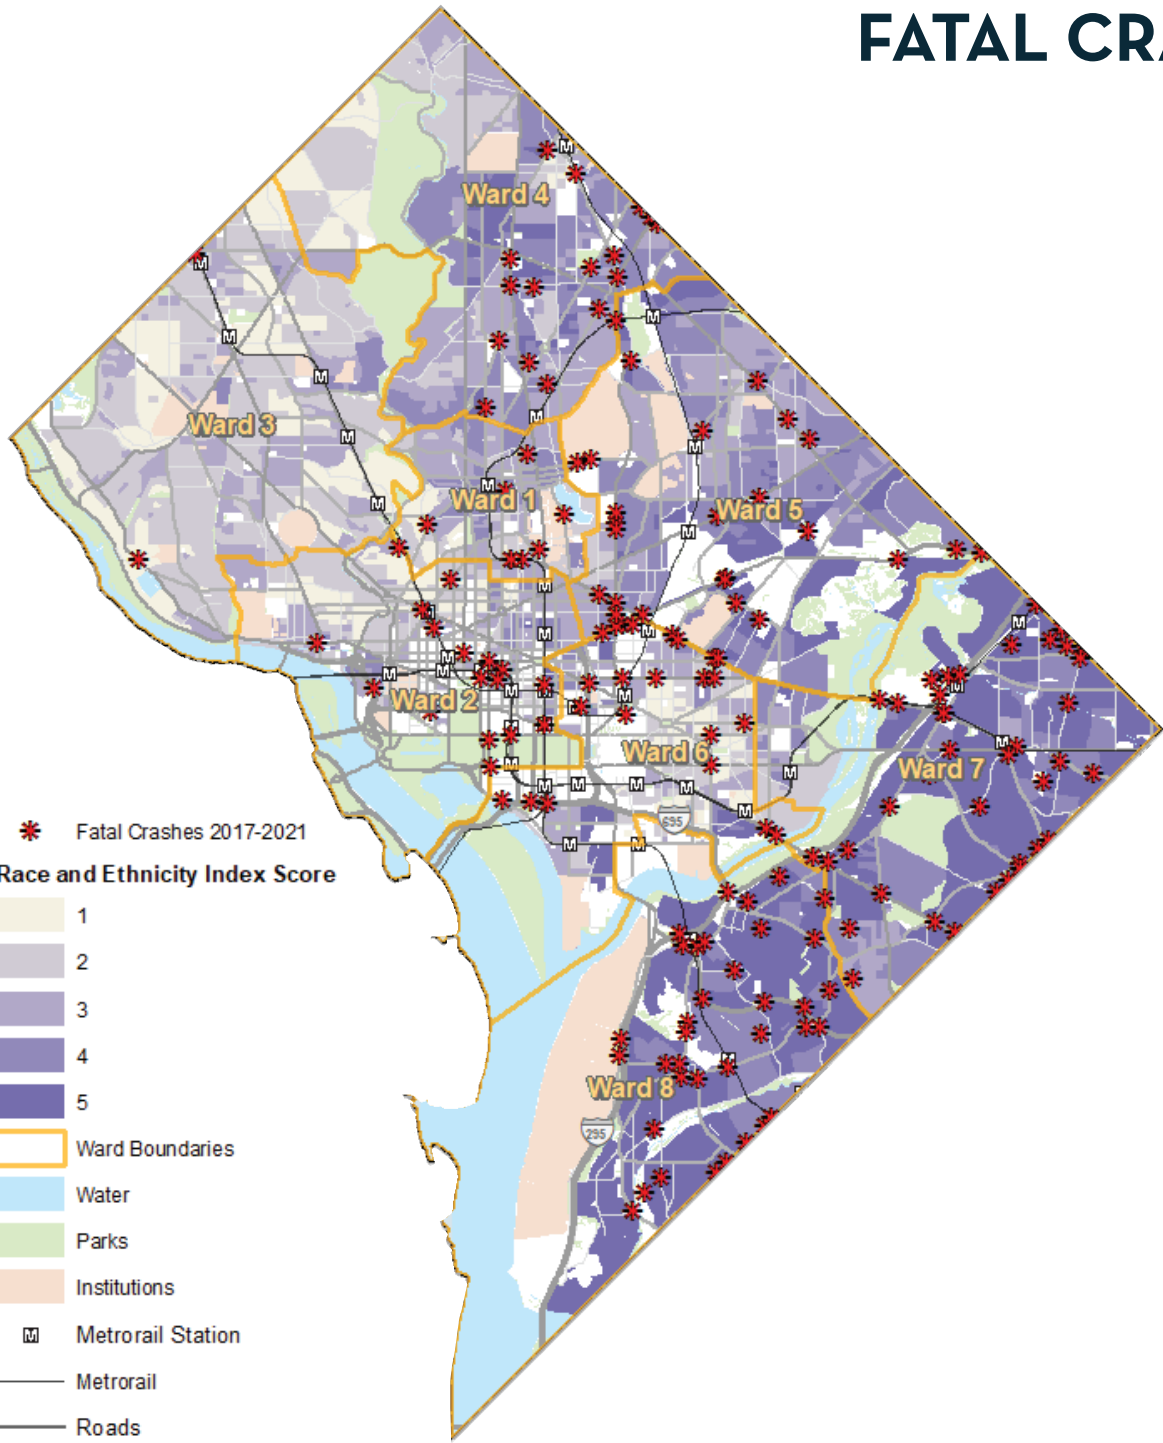 FATAL CRA
Ward 4
Ward 3
Ward 1
Ward 5
Ward 2
Ward 6
Ward 7
695
Ward 8
295
Fatal Crashes 2017-2021
Race and Ethnicity Index Score
1
2
3
4
5
Ward Boundaries
Water
Parks
Institutions
M Metrorail Station
Metrorail
Roads